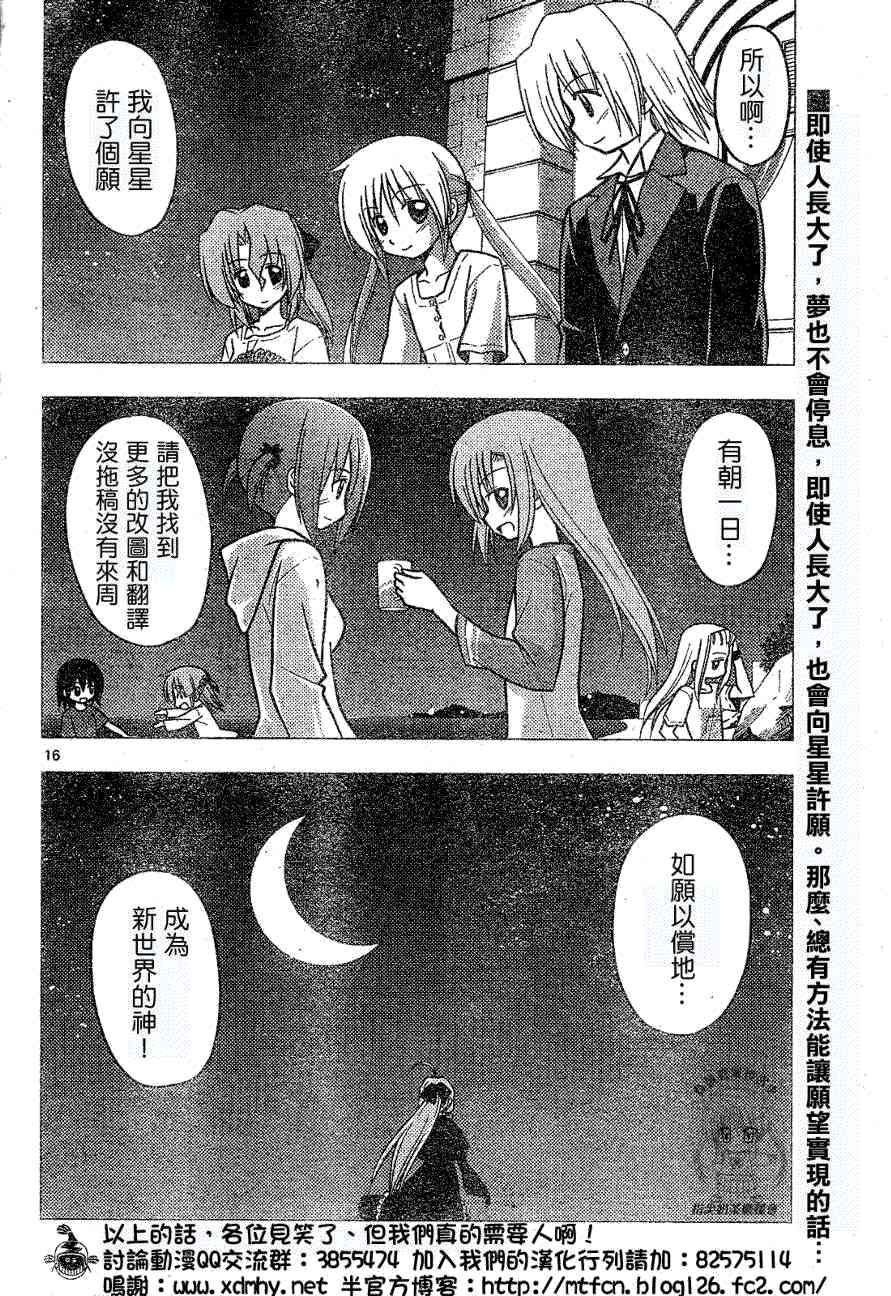 所以啊…
我向星星
許了個願
有朝一日…
請把我找到
更多的改圖和翻譯
沒拖稿沒有來周
16
如願以償地…
成為
新世界的神！
即使人長大了，夢也不會停息，即使人長大了，也會向星星許願。那麼、總有方法能讓願望實現的話…
以上的話，各位見笑了、但我們真的需要人啊！
討論動漫QQ交流群：3855474 加入我們的漢化行列請加：82575114
鳴謝：www.xdmhy.net 半官方博客：http://mtfcn.blog126.fc2.com/